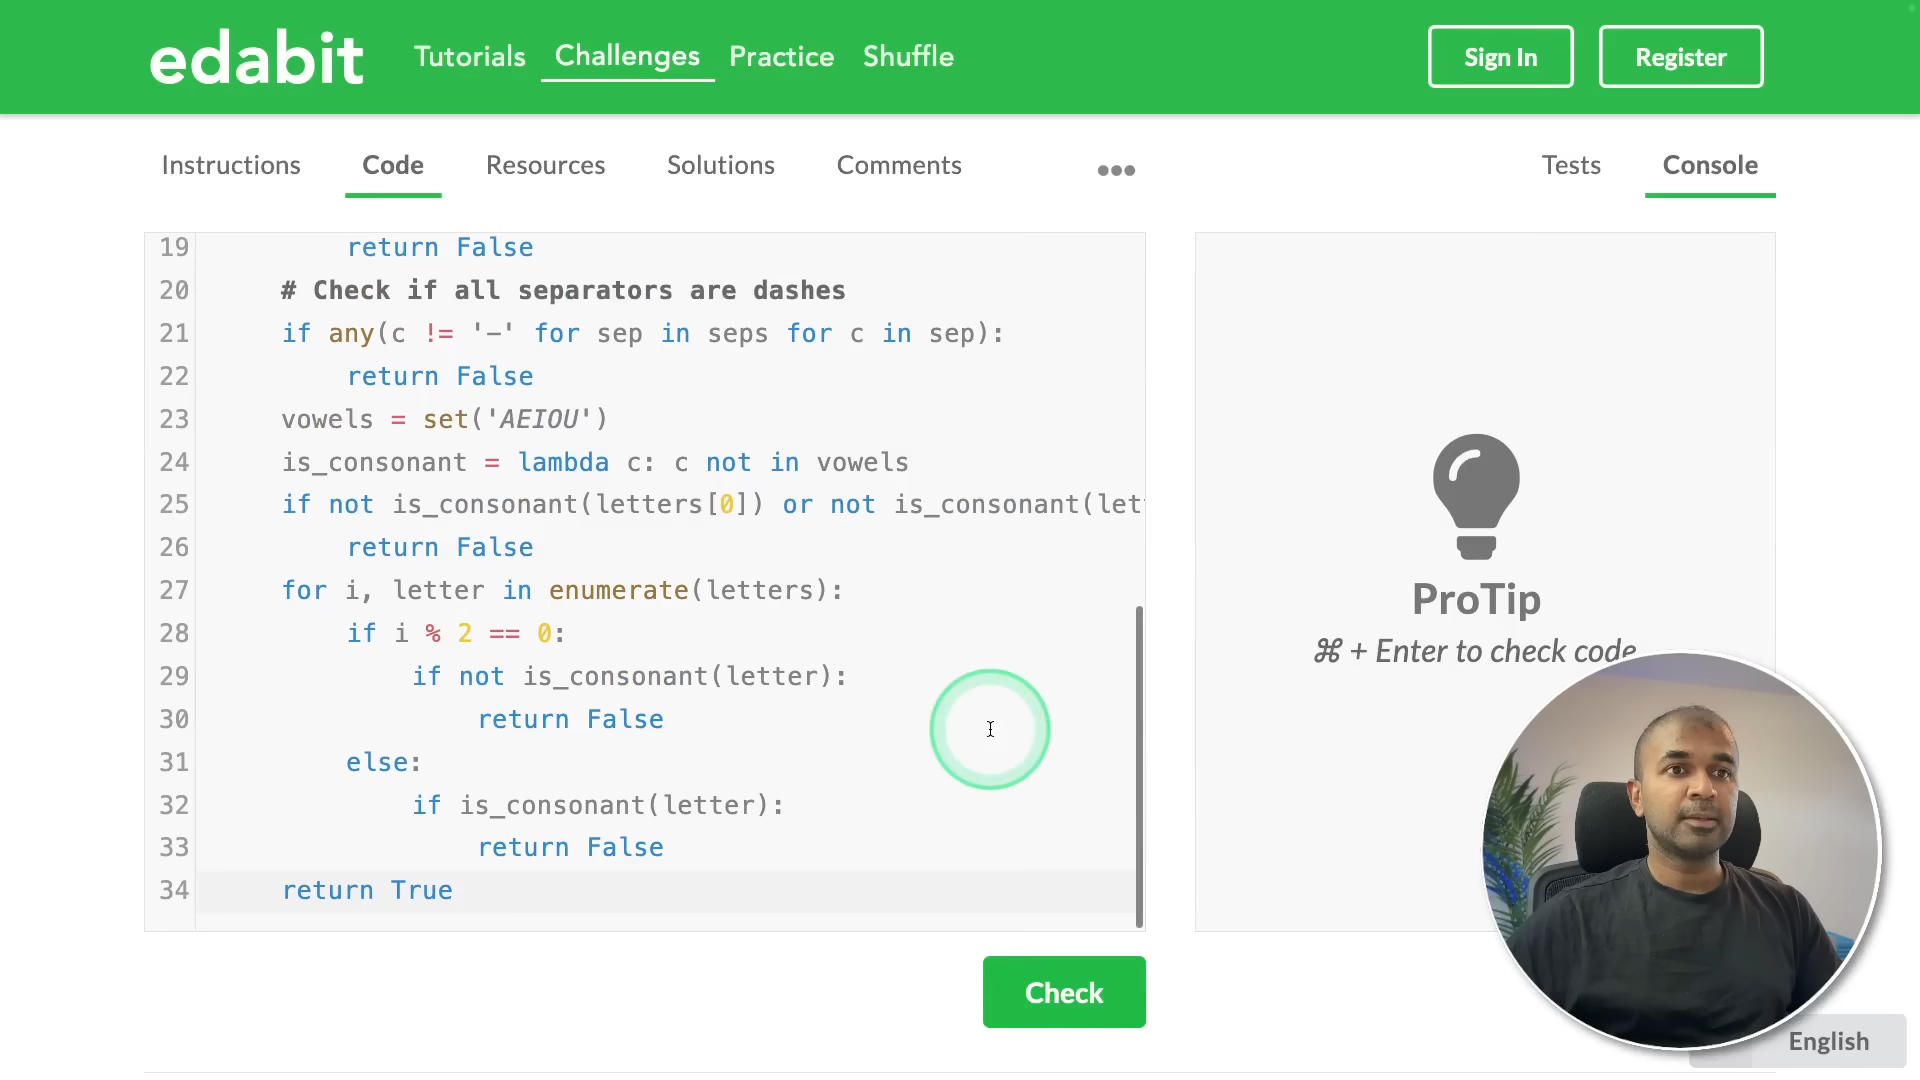 edabit Tutorials Challenges Practice Shuffle Sign In Register
Instructions Code Resources Solutions Comments ••• Tests Console
19 return False
20 # Check if all separators are dashes
21 if any(c != '-' for sep in seps for c in sep):
22 return False
23 vowels = set('AEIOU')
24 is_consonant = lambda c: c not in vowels
25 if not is_consonant(letters[0]) or not is_consonant(let
26 return False
27 for i, letter in enumerate(letters):
28 if i % 2 == 0:
29 if not is_consonant(letter):
30 return False
31 else:
32 if is_consonant(letter):
33 return False
34 return True
ProTip
⌘ + Enter to check code
Check
English